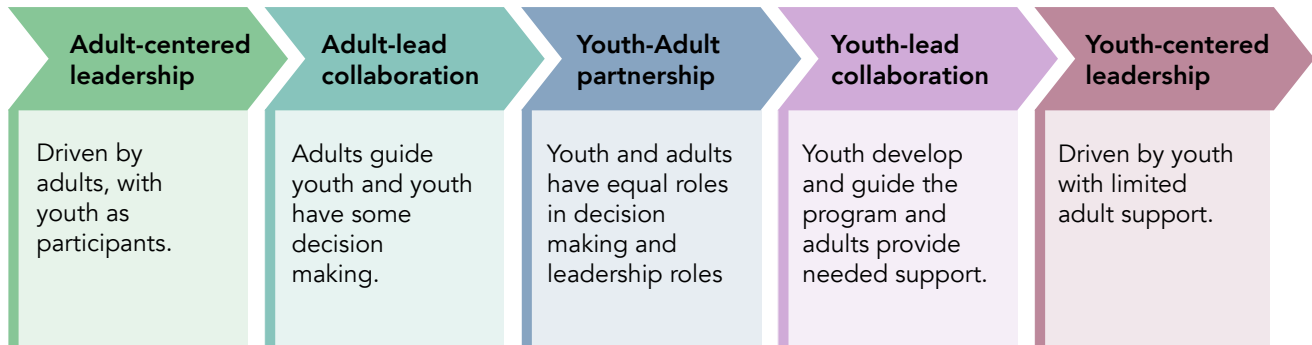 Adult-centered
leadership
Driven by
adults, with
youth as
participants.
Adult-lead
collaboration
Adults guide
youth and youth
have some
decision
making.
Youth-Adult
partnership
Youth and adults
have equal roles
in decision
making and
leadership roles
Youth-lead
collaboration
Youth develop
and guide the
program and
adults provide
needed support.
Youth-centered
leadership
Driven by youth
with limited
adult support.